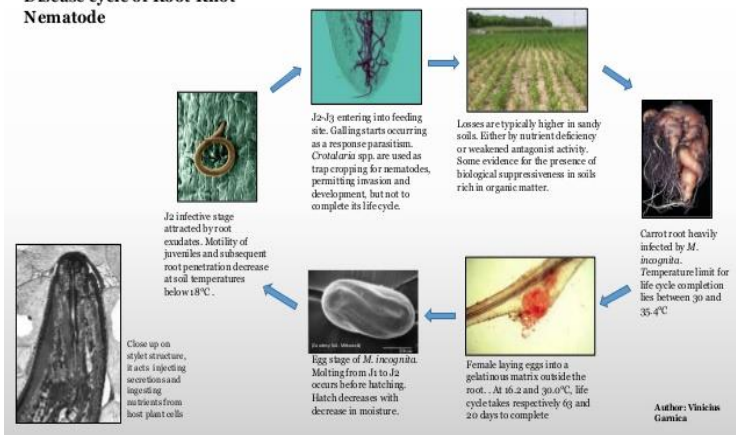 Disease cycle of Root-Knot
Nematode
J2-J3 entering into feeding
site. Galling starts occurring
as a response parasitism.
Crotalaria spp. are used as
trap cropping for nematodes,
permitting invasion and
development, but not to
complete its life cycle.
Losses are typically higher in sandy
soils. Either by nutrient deficiency
or weakened antagonist activity.
Some evidence for the presence of
biological suppressiveness in soils
rich in organic matter.
J2 infective stage
attracted by root
exudates. Motility of
juveniles and subsequent
root penetration decrease
at soil temperatures
below 18°C .
Carrot root heavily
infected by M.
incognita.
Temperature limit for
life cycle completion
lies between 30 and
35.4°C
Close up on
stylet structure,
it acts injecting
secretions and
ingesting
nutrients from
host plant cells
Egg stage of M. incognita.
Molting from J1 to J2
occurs before hatching.
Hatch decreases with
decrease in moisture.
Female laying eggs into a
gelatinous matrix outside the
root. . At 16.2 and 30.0°C, life
cycle takes respectively 63 and
20 days to complete
Author: Vinicius
Garnica